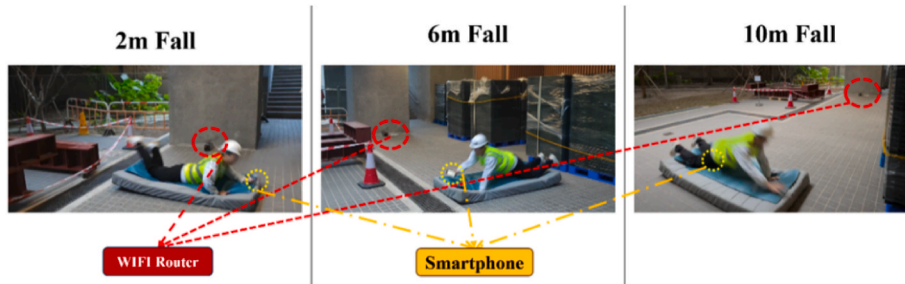 2m Fall
6m Fall
10m Fall
WIFI Router
Smartphone